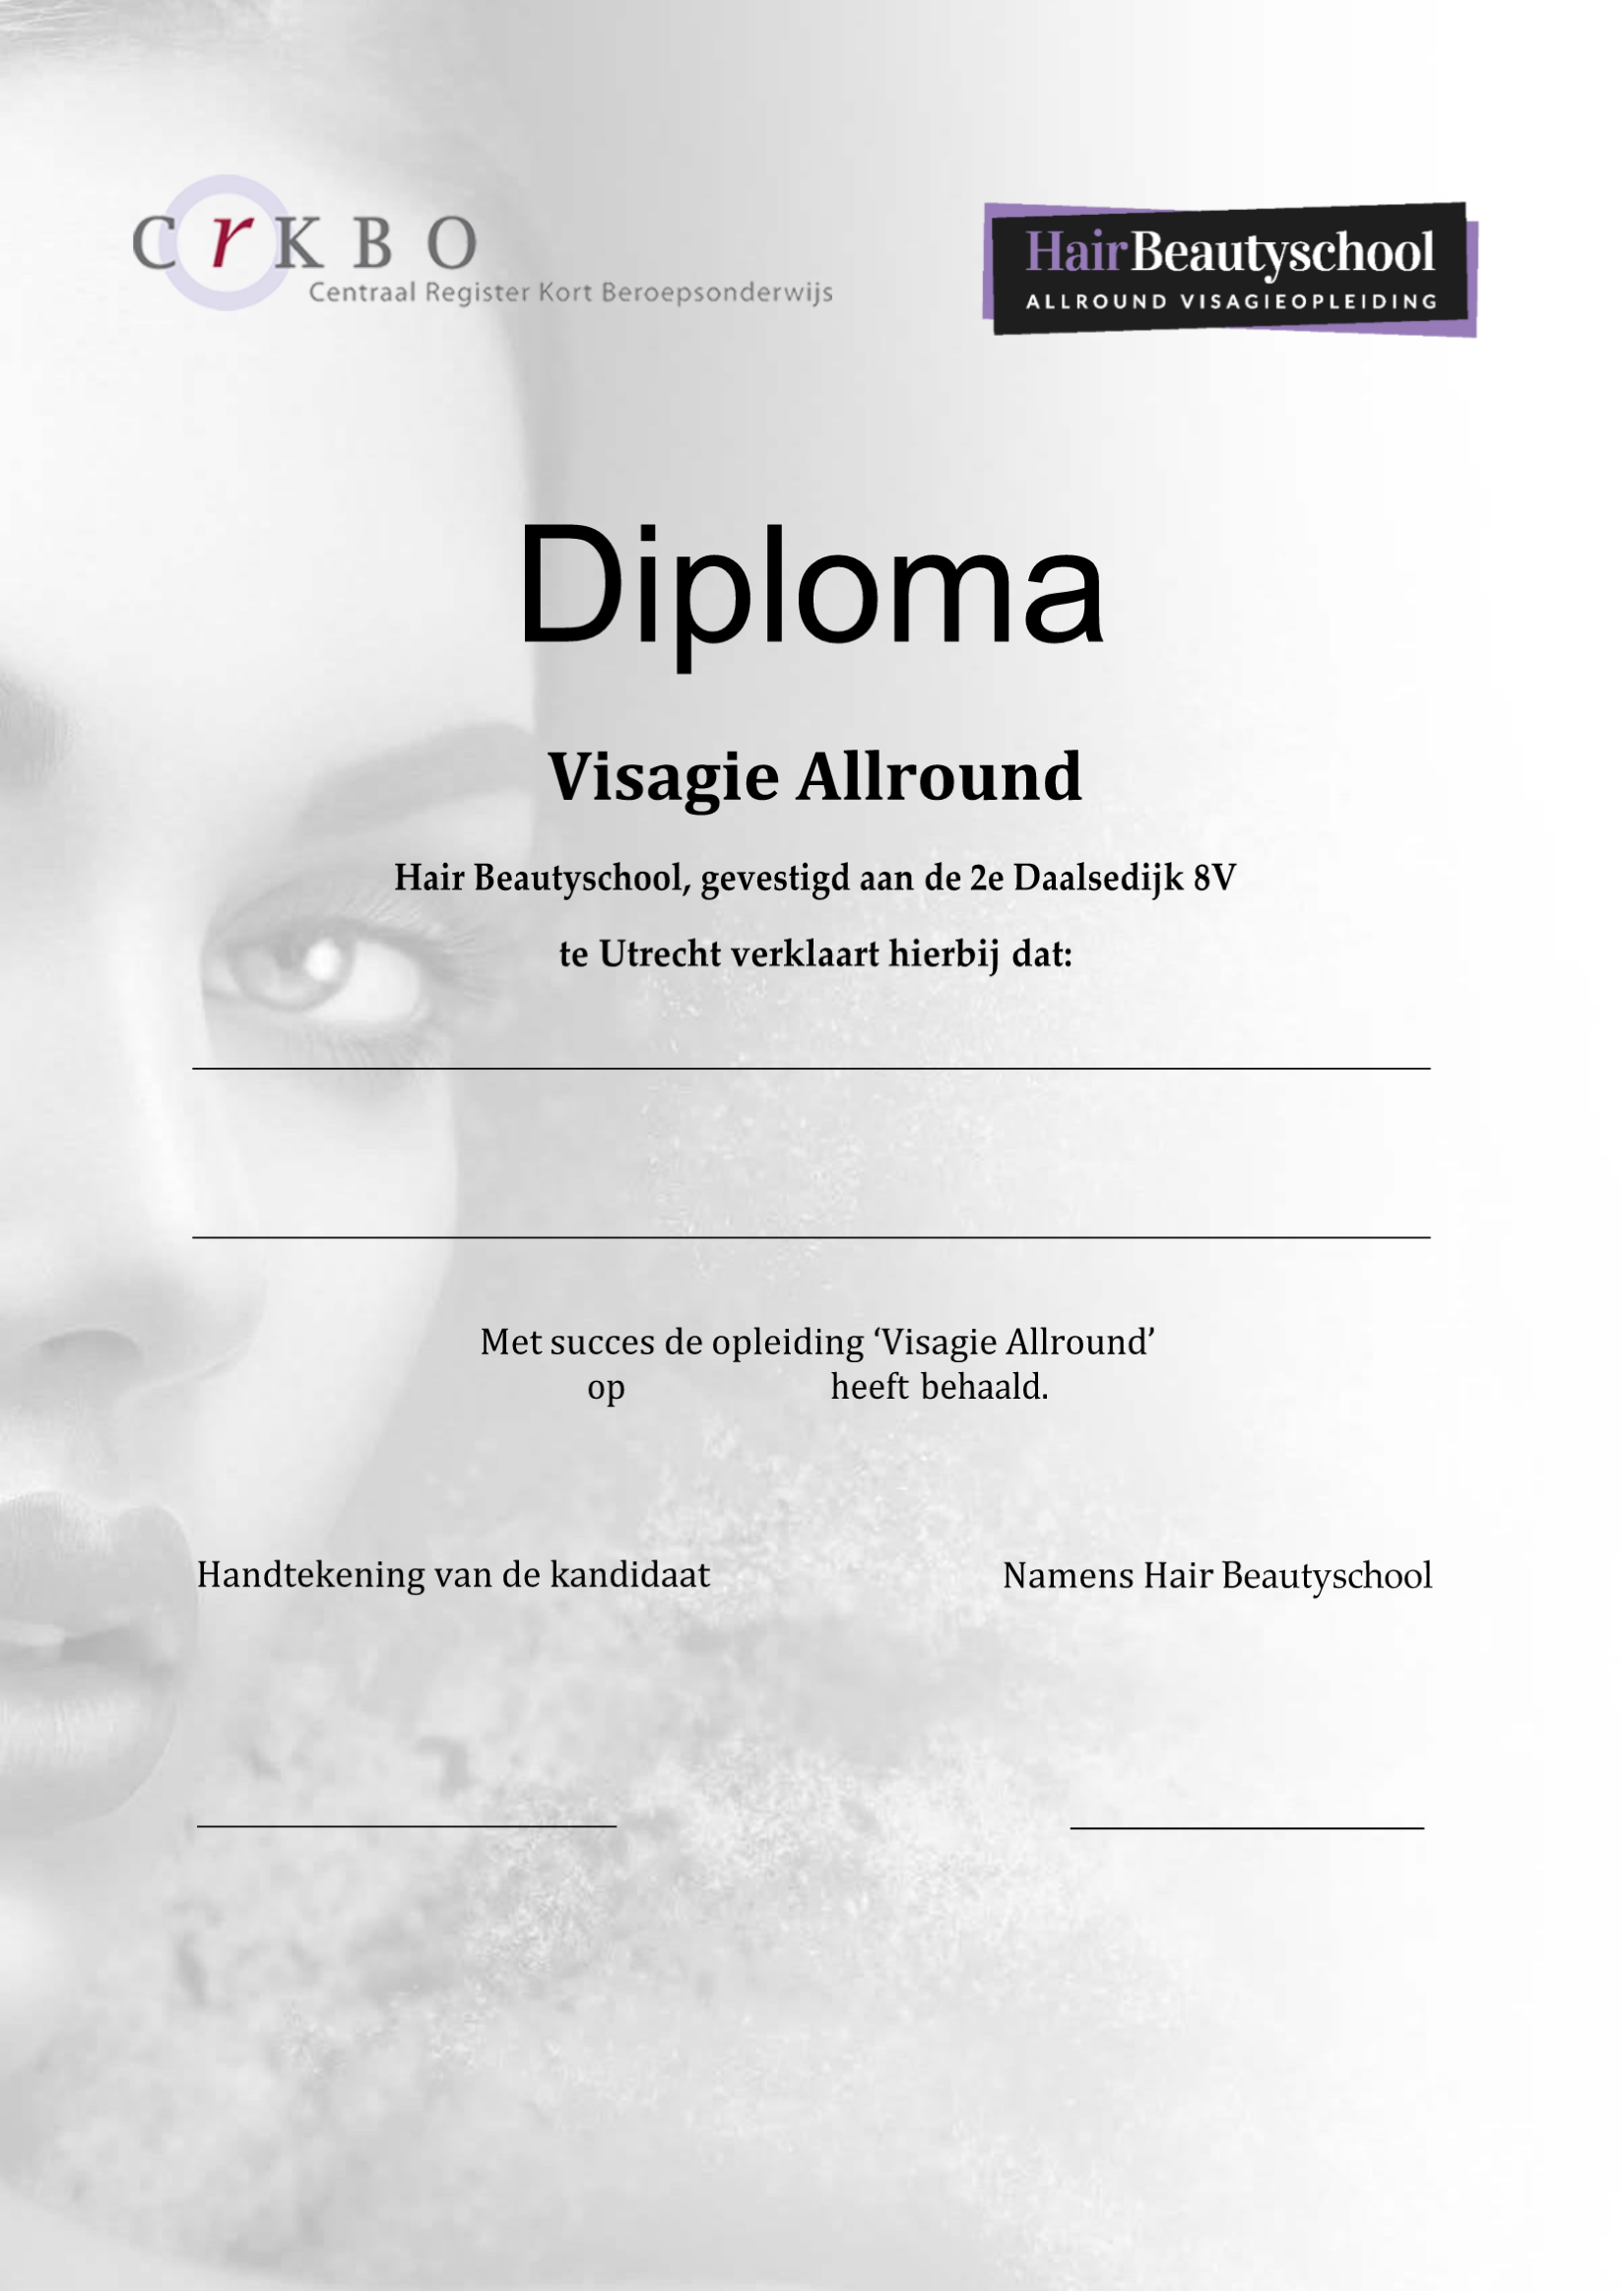 CrKBO
Centraal Register Kort Beroepsonderwijs
HairBeautyschool
ALLROUND VISAGIEOPLEIDING
Diploma
Visagie Allround
Hair Beautyschool, gevestigd aan de 2e Daalsedijk 8V
te Utrecht verklaart hierbij dat:
Met succes de opleiding ‘Visagie Allround’
op heeft behaald.
Handtekening van de kandidaat
Namens Hair Beautyschool